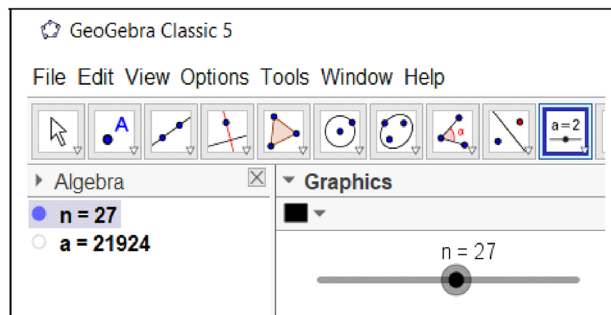 GeoGebra Classic 5
File Edit View Options Tools Window Help
A
α
a=2
Algebra
Graphics
n = 27
a = 21924
n = 27